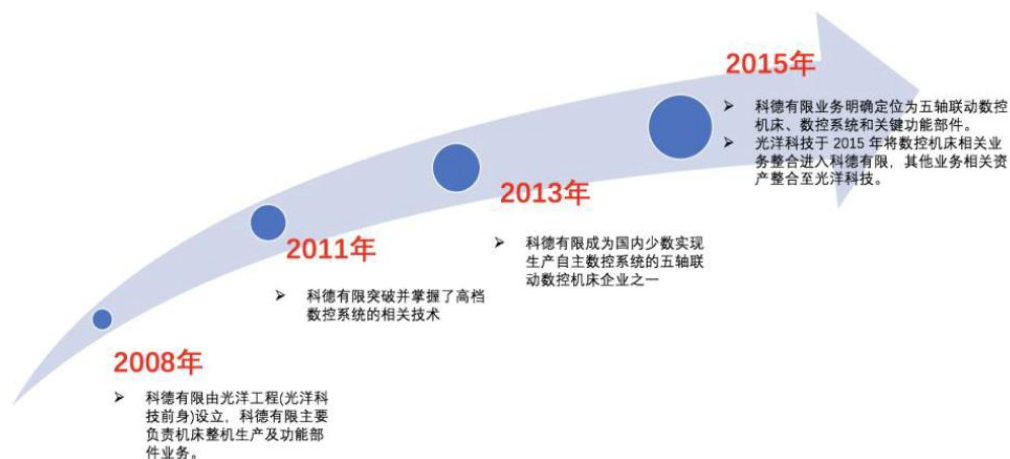 2008年
➢ 科德有限由光洋工程(光洋科
技前身)设立，科德有限主要
负责机床整机生产及功能部
件业务。
2011年
➢ 科德有限突破并掌握了高档
数控系统的相关技术
2013年
➢ 科德有限成为国内少数实现
生产自主数控系统的五轴联
动数控机床企业之一
2015年
➢ 科德有限业务明确定位为五轴联动数控
机床、数控系统和关键功能部件。
➢ 光洋科技于 2015 年将数控机床相关业
务整合进入科德有限，其他业务相关资
产整合至光洋科技。